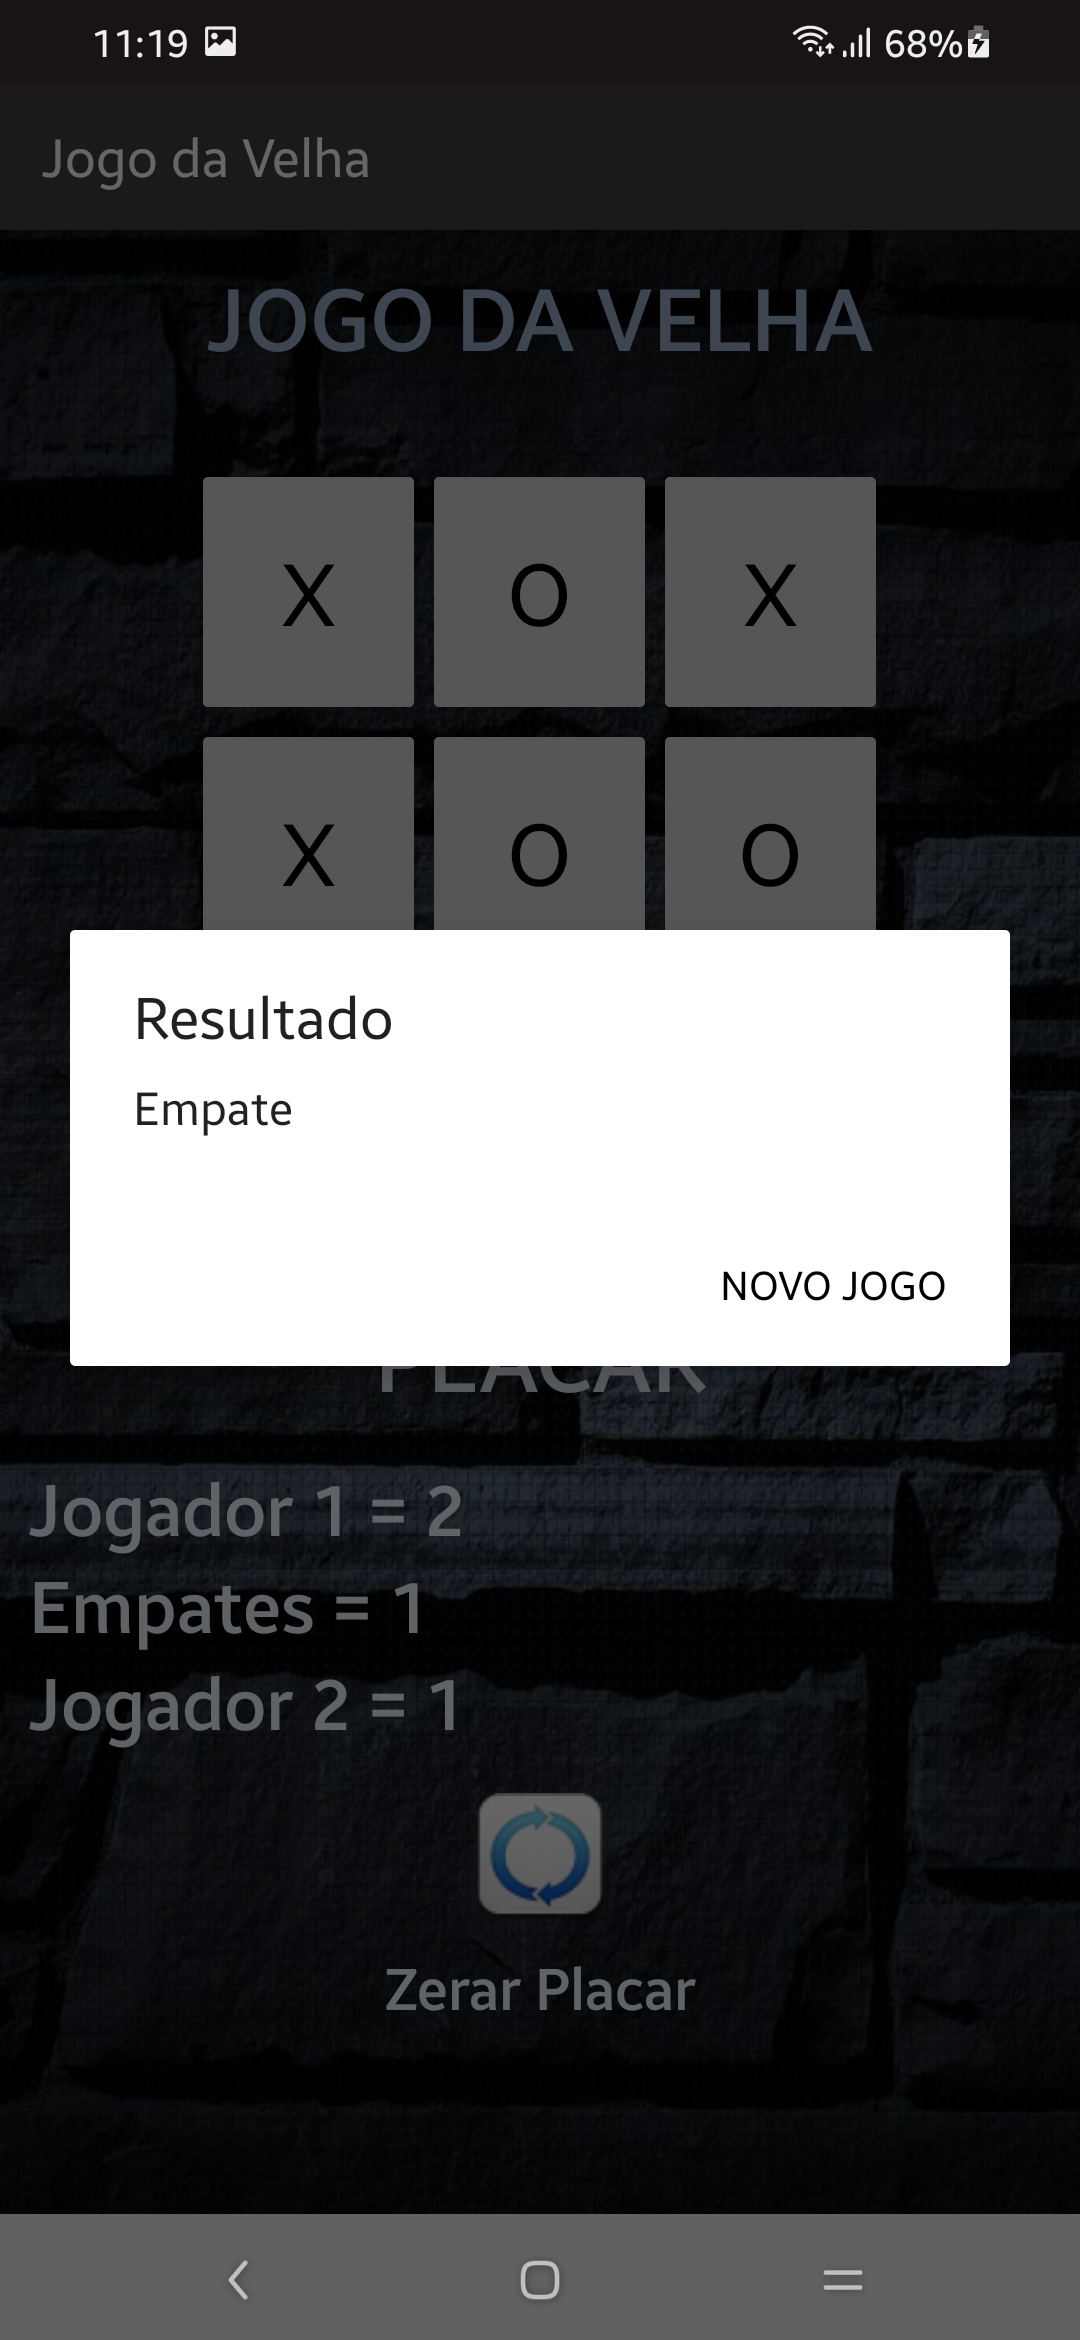 11:19 68%
Jogo da Velha
JOGO DA VELHA
X O X
X O O
Resultado
Empate
NOVO JOGO
PLACAR
Jogador 1 = 2
Empates = 1
Jogador 2 = 1
Zerar Placar